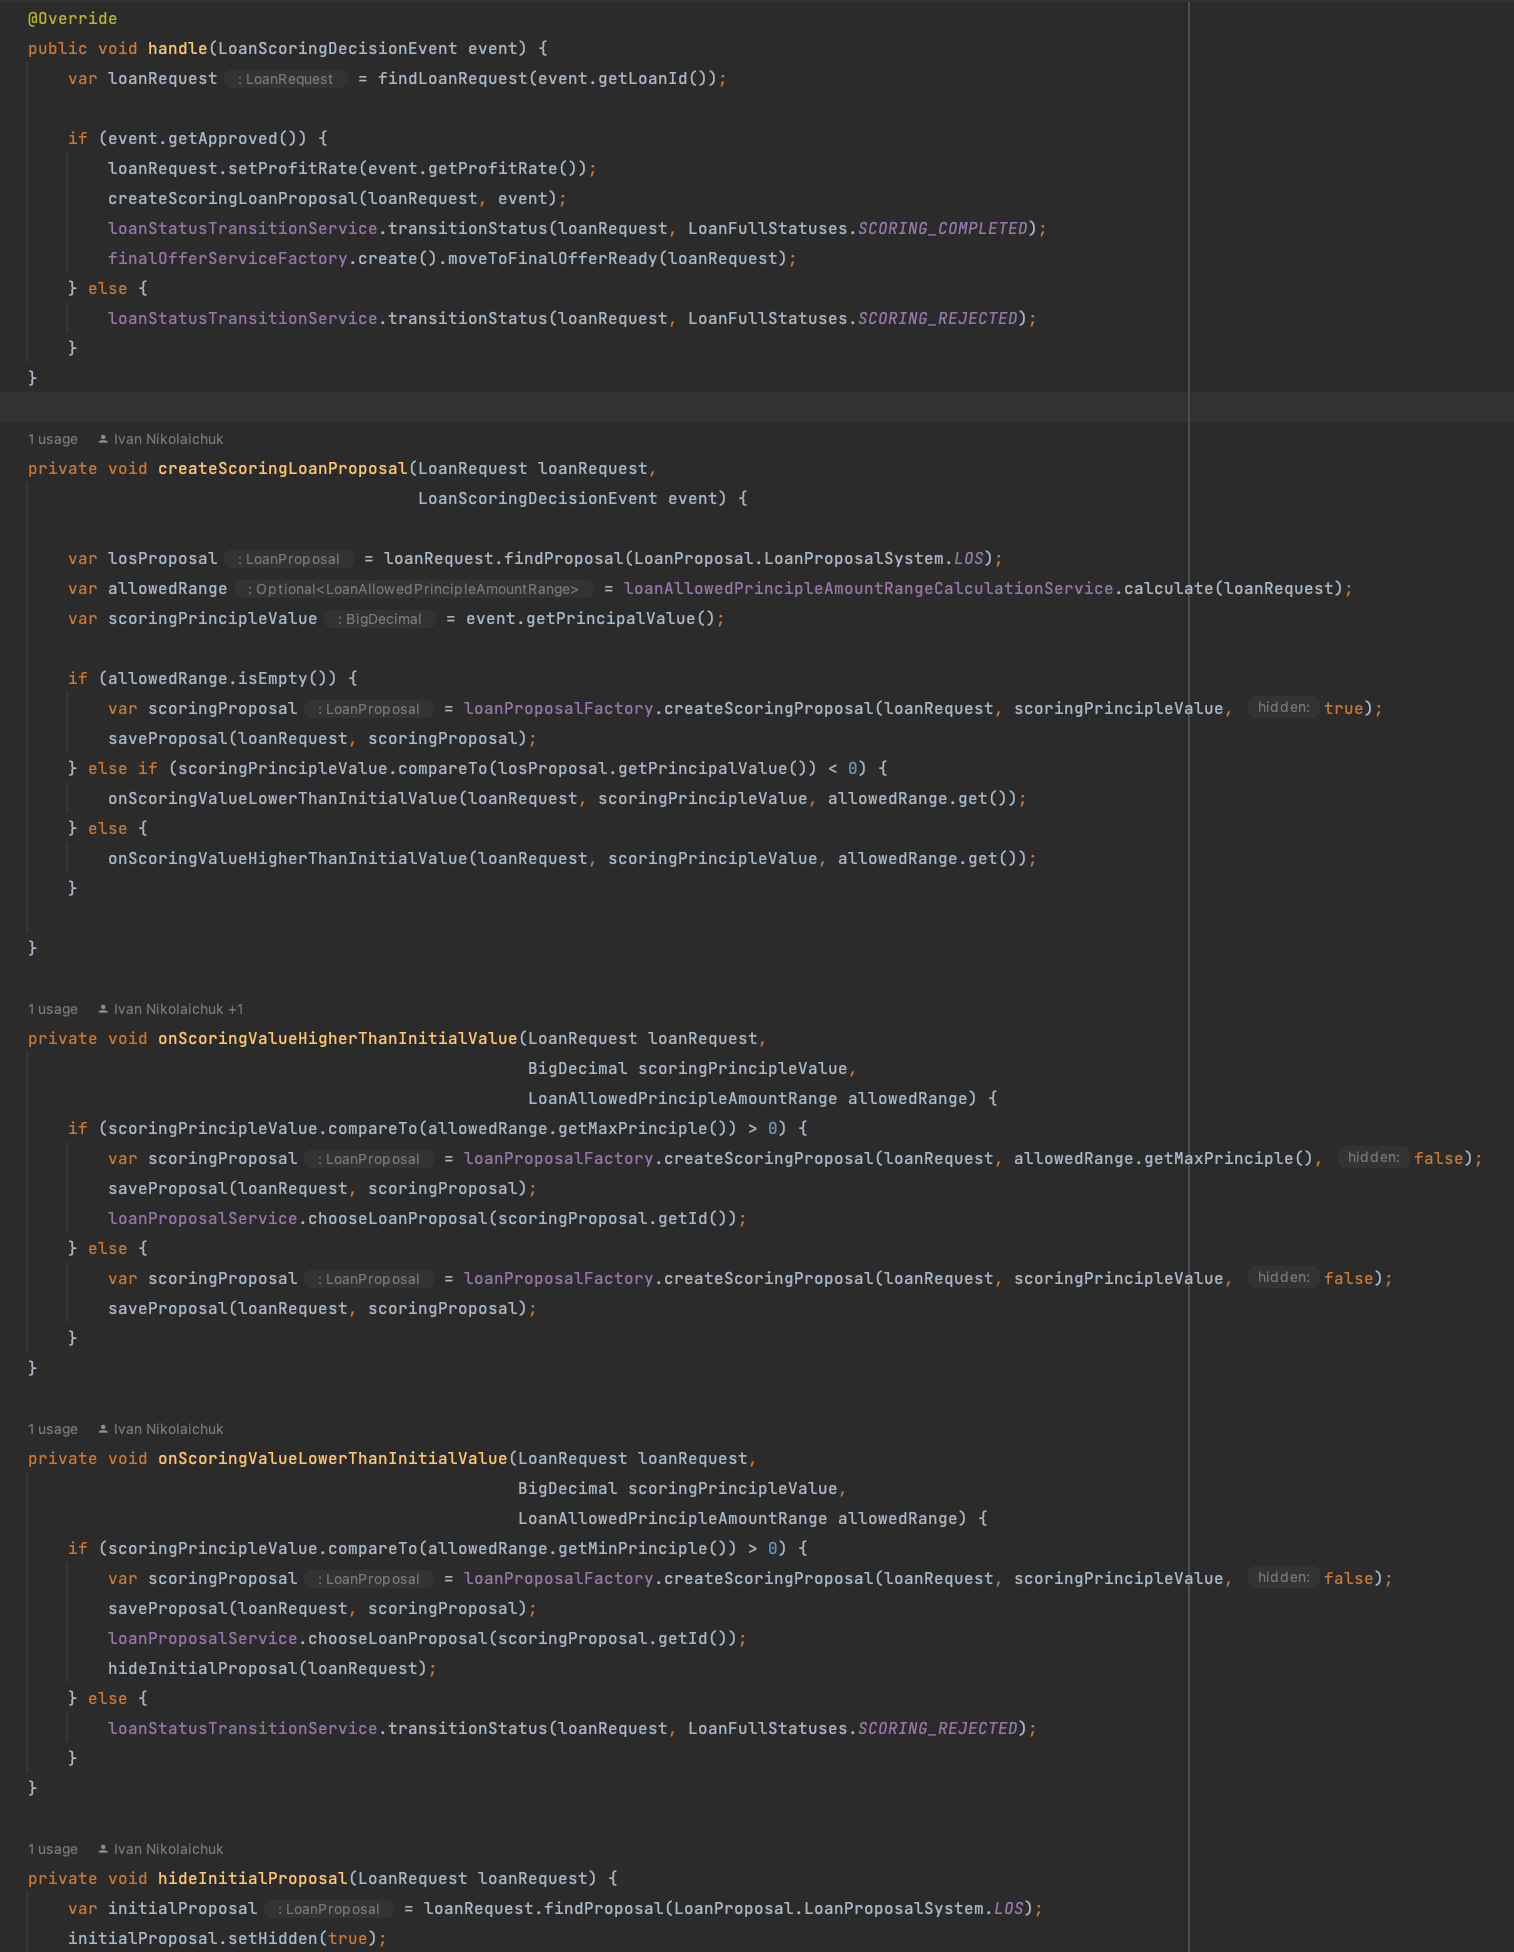 @Override
public void handle(LoanScoringDecisionEvent event) {
    var loanRequest : LoanRequest = findLoanRequest(event.getLoanId());

    if (event.getApproved()) {
        loanRequest.setProfitRate(event.getProfitRate());
        createScoringLoanProposal(loanRequest, event);
        loanStatusTransitionService.transitionStatus(loanRequest, LoanFullStatuses.SCORING_COMPLETED);
        finalOfferServiceFactory.create().moveToFinalOfferReady(loanRequest);
    } else {
        loanStatusTransitionService.transitionStatus(loanRequest, LoanFullStatuses.SCORING_REJECTED);
    }
}

1 usage Ivan Nikolaichuk
private void createScoringLoanProposal(LoanRequest loanRequest,
                                       LoanScoringDecisionEvent event) {

    var losProposal : LoanProposal = loanRequest.findProposal(LoanProposal.LoanProposalSystem.LOS);
    var allowedRange : Optional<LoanAllowedPrincipleAmountRange> = loanAllowedPrincipleAmountRangeCalculationService.calculate(loanRequest);
    var scoringPrincipleValue : BigDecimal = event.getPrincipalValue();

    if (allowedRange.isEmpty()) {
        var scoringProposal : LoanProposal = loanProposalFactory.createScoringProposal(loanRequest, scoringPrincipleValue, hidden: true);
        saveProposal(loanRequest, scoringProposal);
    } else if (scoringPrincipleValue.compareTo(losProposal.getPrincipalValue()) < 0) {
        onScoringValueLowerThanInitialValue(loanRequest, scoringPrincipleValue, allowedRange.get());
    } else {
        onScoringValueHigherThanInitialValue(loanRequest, scoringPrincipleValue, allowedRange.get());
    }

}

1 usage Ivan Nikolaichuk +1
private void onScoringValueHigherThanInitialValue(LoanRequest loanRequest,
                                                  BigDecimal scoringPrincipleValue,
                                                  LoanAllowedPrincipleAmountRange allowedRange) {
    if (scoringPrincipleValue.compareTo(allowedRange.getMaxPrinciple()) > 0) {
        var scoringProposal : LoanProposal = loanProposalFactory.createScoringProposal(loanRequest, allowedRange.getMaxPrinciple(), hidden: false);
        saveProposal(loanRequest, scoringProposal);
        loanProposalService.chooseLoanProposal(scoringProposal.getId());
    } else {
        var scoringProposal : LoanProposal = loanProposalFactory.createScoringProposal(loanRequest, scoringPrincipleValue, hidden: false);
        saveProposal(loanRequest, scoringProposal);
    }
}

1 usage Ivan Nikolaichuk
private void onScoringValueLowerThanInitialValue(LoanRequest loanRequest,
                                                 BigDecimal scoringPrincipleValue,
                                                 LoanAllowedPrincipleAmountRange allowedRange) {
    if (scoringPrincipleValue.compareTo(allowedRange.getMinPrinciple()) > 0) {
        var scoringProposal : LoanProposal = loanProposalFactory.createScoringProposal(loanRequest, scoringPrincipleValue, hidden: false);
        saveProposal(loanRequest, scoringProposal);
        loanProposalService.chooseLoanProposal(scoringProposal.getId());
        hideInitialProposal(loanRequest);
    } else {
        loanStatusTransitionService.transitionStatus(loanRequest, LoanFullStatuses.SCORING_REJECTED);
    }
}

1 usage Ivan Nikolaichuk
private void hideInitialProposal(LoanRequest loanRequest) {
    var initialProposal : LoanProposal = loanRequest.findProposal(LoanProposal.LoanProposalSystem.LOS);
    initialProposal.setHidden(true);